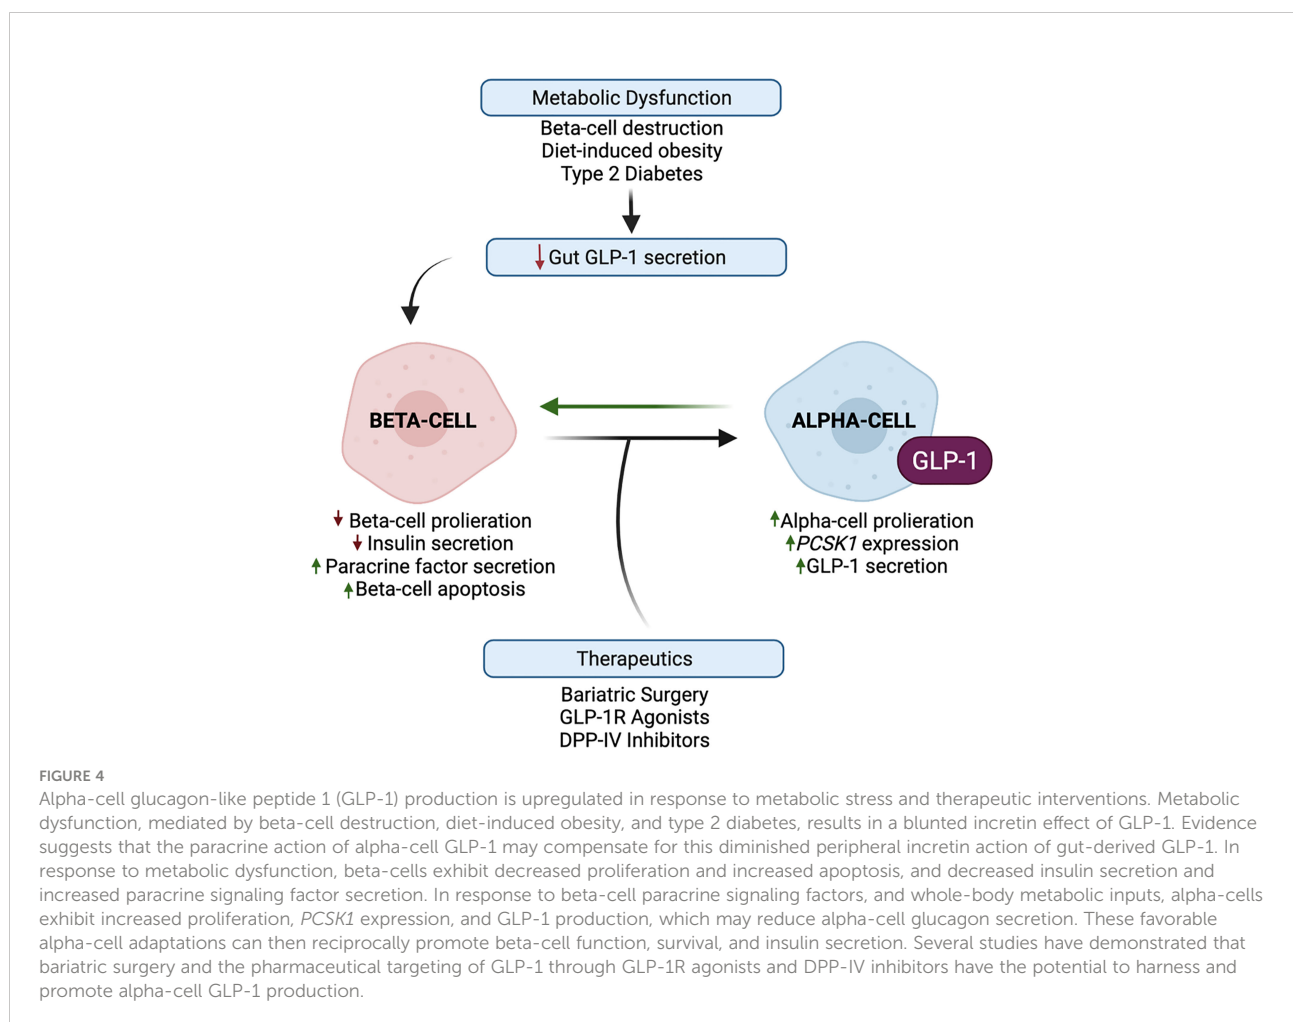 Metabolic Dysfunction
Beta-cell destruction
Diet-induced obesity
Type 2 Diabetes
Gut GLP-1 secretion
BETA-CELL
ALPHA-CELL
GLP-1
Beta-cell prolieration
Insulin secretion
Paracrine factor secretion
Beta-cell apoptosis
Alpha-cell prolieration
PCSK1 expression
GLP-1 secretion
Therapeutics
Bariatric Surgery
GLP-1R Agonists
DPP-IV Inhibitors
FIGURE 4
Alpha-cell glucagon-like peptide 1 (GLP-1) production is upregulated in response to metabolic stress and therapeutic interventions. Metabolic
dysfunction, mediated by beta-cell destruction, diet-induced obesity, and type 2 diabetes, results in a blunted incretin effect of GLP-1. Evidence
suggests that the paracrine action of alpha-cell GLP-1 may compensate for this diminished peripheral incretin action of gut-derived GLP-1. In
response to metabolic dysfunction, beta-cells exhibit decreased proliferation and increased apoptosis, and decreased insulin secretion and
increased paracrine signaling factor secretion. In response to beta-cell paracrine signaling factors, and whole-body metabolic inputs, alpha-cells
exhibit increased proliferation, PCSK1 expression, and GLP-1 production, which may reduce alpha-cell glucagon secretion. These favorable
alpha-cell adaptations can then reciprocally promote beta-cell function, survival, and insulin secretion. Several studies have demonstrated that
bariatric surgery and the pharmaceutical targeting of GLP-1 through GLP-1R agonists and DPP-IV inhibitors have the potential to harness and
promote alpha-cell GLP-1 production.